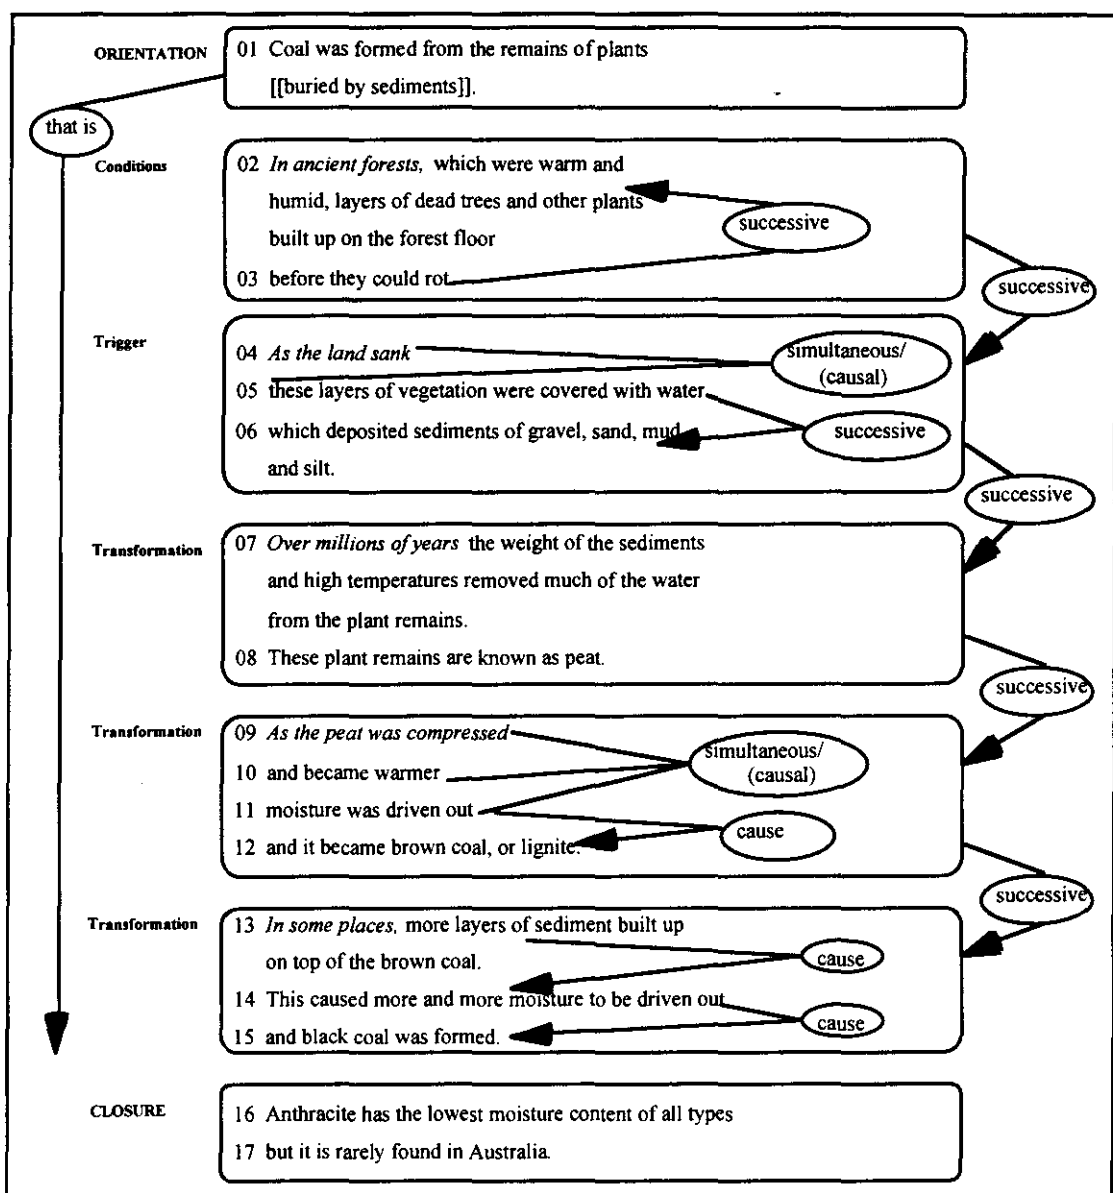 ORIENTATION
01 Coal was formed from the remains of plants
[[buried by sediments]].
that is
Conditions
02 In ancient forests, which were warm and
humid, layers of dead trees and other plants
built up on the forest floor
successive
03 before they could rot
successive
Trigger
04 As the land sank
simultaneous/
(causal)
05 these layers of vegetation were covered with water
06 which deposited sediments of gravel, sand, mud
and silt.
successive
successive
Transformation
07 Over millions of years the weight of the sediments
and high temperatures removed much of the water
from the plant remains.
08 These plant remains are known as peat.
successive
Transformation
09 As the peat was compressed
simultaneous/
(causal)
10 and became warmer
11 moisture was driven out
cause
12 and it became brown coal, or lignite.
successive
Transformation
13 In some places, more layers of sediment built up
on top of the brown coal.
cause
14 This caused more and more moisture to be driven out
cause
15 and black coal was formed.
CLOSURE
16 Anthracite has the lowest moisture content of all types
17 but it is rarely found in Australia.